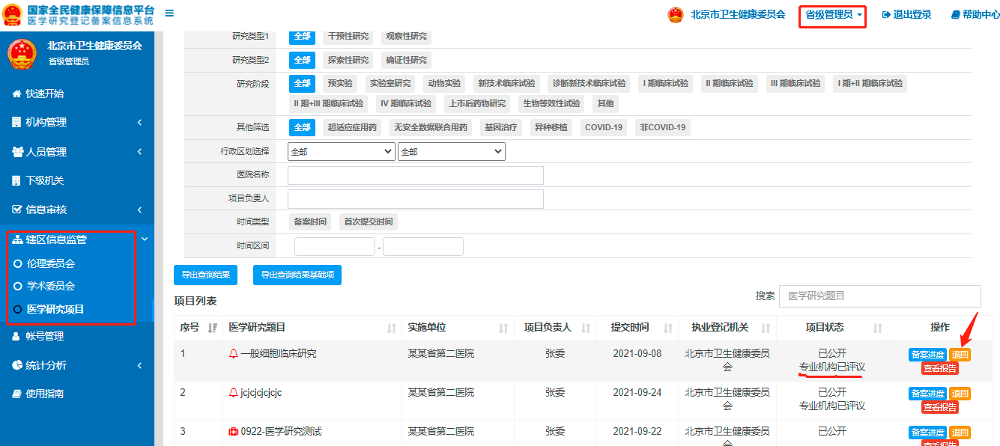 国家全民健康保障信息平台
医学研究登记备案信息系统
北京市卫生健康委员会 省级管理员 退出登录 帮助中心
北京市卫生健康委员会
省级管理员
快速开始
机构管理
人员管理
下级机关
信息审核
辖区信息监管
伦理委员会
学术委员会
医学研究项目
帐号管理
统计分析
使用指南
研究类型1 全部 干预性研究 观察性研究
研究类型2 全部 探索性研究 确证性研究
研究阶段 全部 预实验 实验室研究 动物实验 新技术临床试验 诊断新技术临床试验 I 期临床试验 II 期临床试验 III 期临床试验 I 期+II 期临床试验
II 期+III 期临床试验 IV 期临床试验 上市后药物研究 生物等效性试验 其他
其他筛选 全部 超适应症用药 无安全数据联合用药 基因治疗 异种移植 COVID-19 非COVID-19
行政区划选择 全部 全部
医院名称
项目负责人
时间类型 备案时间 首次提交时间
时间区间 -
导出查询结果 导出查询结果基础项
项目列表 搜索 医学研究题目
序号 医学研究题目 实施单位 项目负责人 提交时间 执业登记机关 项目状态 操作
1 一般细胞临床研究 某某省第二医院 张委 2021-09-08 北京市卫生健康委员 已公开 备案进度 退回
会 专业机构已评议 查看报告
2 jcjcjcjcjcjc 某某省第二医院 张委 2021-09-24 北京市卫生健康委员 已公开 备案进度 退回
会 专业机构已评议 查看报告
3 0922-医学研究测试 某某省第二医院 张委 2021-09-22 北京市卫生健康委员 已公开 备案进度 退回
会 查看报告